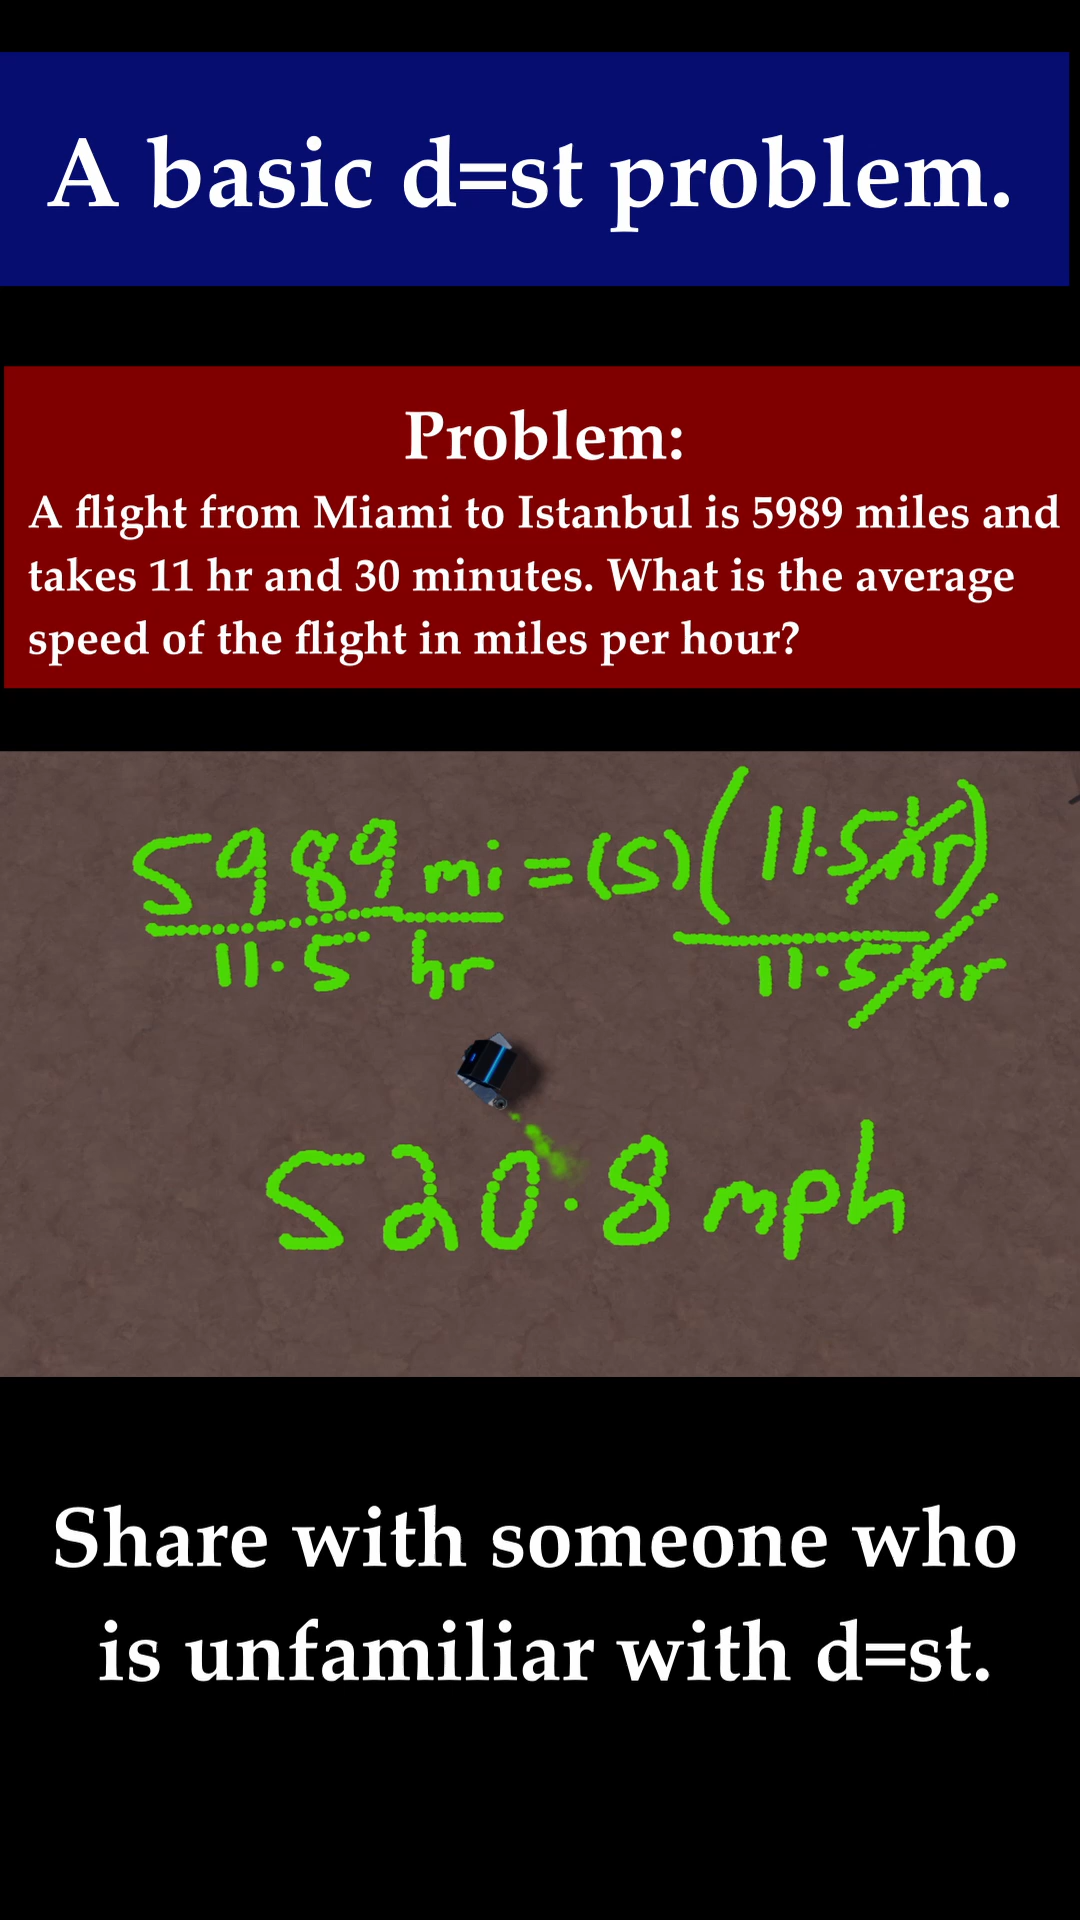 A basic d=st problem.
Problem:
A flight from Miami to Istanbul is 5989 miles and
takes 11 hr and 30 minutes. What is the average
speed of the flight in miles per hour?
5989 mi = (s)(11.5 hr)
11.5 hr 11.5 hr
520.8 mph
Share with someone who
is unfamiliar with d=st.